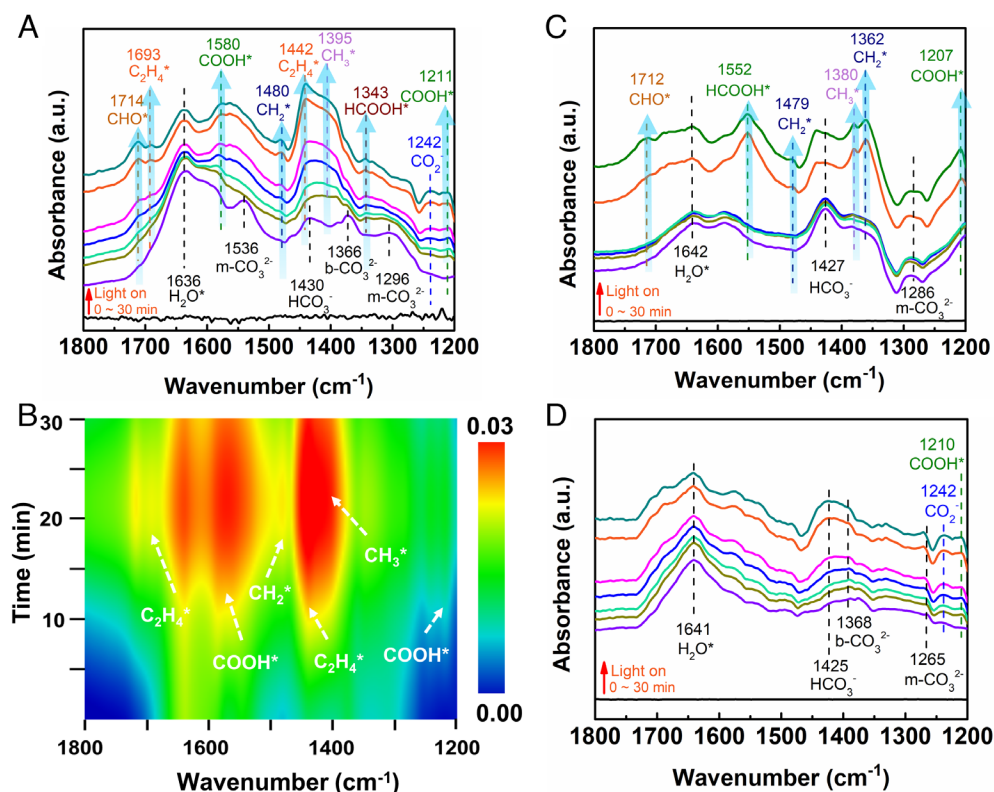 A
1693
C₂H₄*
1714
CHO*
1580
COOH*
1480
CH₂*
1442
C₂H₄*
1395
CH₃*
1343
HCOOH*
1211
COOH*
1242
CO₂⁻
1636
H₂O*
1536
m-CO₃²⁻
1430
HCO₃⁻
1366
b-CO₃²⁻
1296
m-CO₃²⁻
Light on
0 ~ 30 min
Absorbance (a.u.)
1800 1700 1600 1500 1400 1300 1200
Wavenumber (cm⁻¹)
B
30
20
10
Time (min)
C₂H₄*
COOH*
CH₂*
C₂H₄*
CH₃*
COOH*
0.03
0.00
1800 1600 1400 1200
Wavenumber (cm⁻¹)
C
1712
CHO*
1552
HCOOH*
1479
CH₂*
1380
CH₃*
1362
CH₂*
1207
COOH*
1642
H₂O*
1427
HCO₃⁻
1286
m-CO₃²⁻
Light on
0 ~ 30 min
Absorbance (a.u.)
1800 1700 1600 1500 1400 1300 1200
Wavenumber (cm⁻¹)
D
1210
COOH*
1242
CO₂⁻
1641
H₂O*
1425
HCO₃⁻
1368
b-CO₃²⁻
1265
m-CO₃²⁻
Light on
0 ~ 30 min
Absorbance (a.u.)
1800 1700 1600 1500 1400 1300 1200
Wavenumber (cm⁻¹)